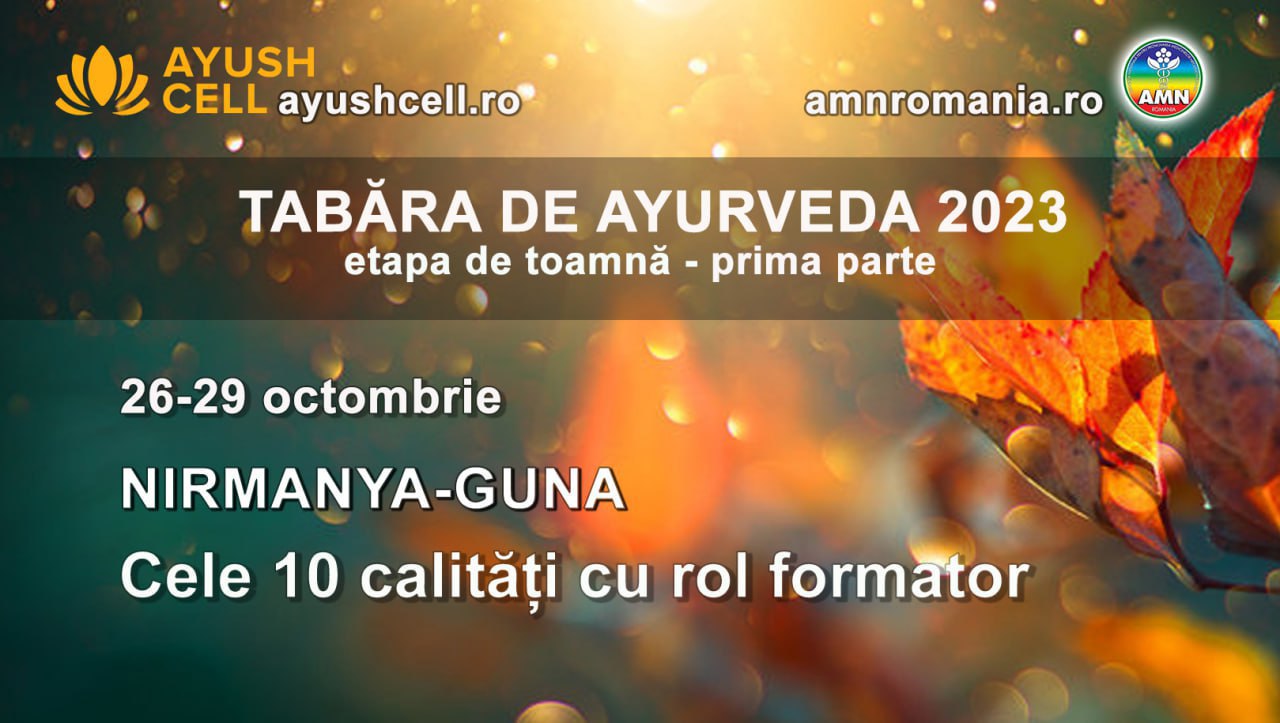 AYUSH
CELL ayushcell.ro
amnromania.ro
AMN
ROMANIA
TABĂRA DE AYURVEDA 2023
etapa de toamnă - prima parte
26-29 octombrie
NIRMANYA-GUNA
Cele 10 calități cu rol formator